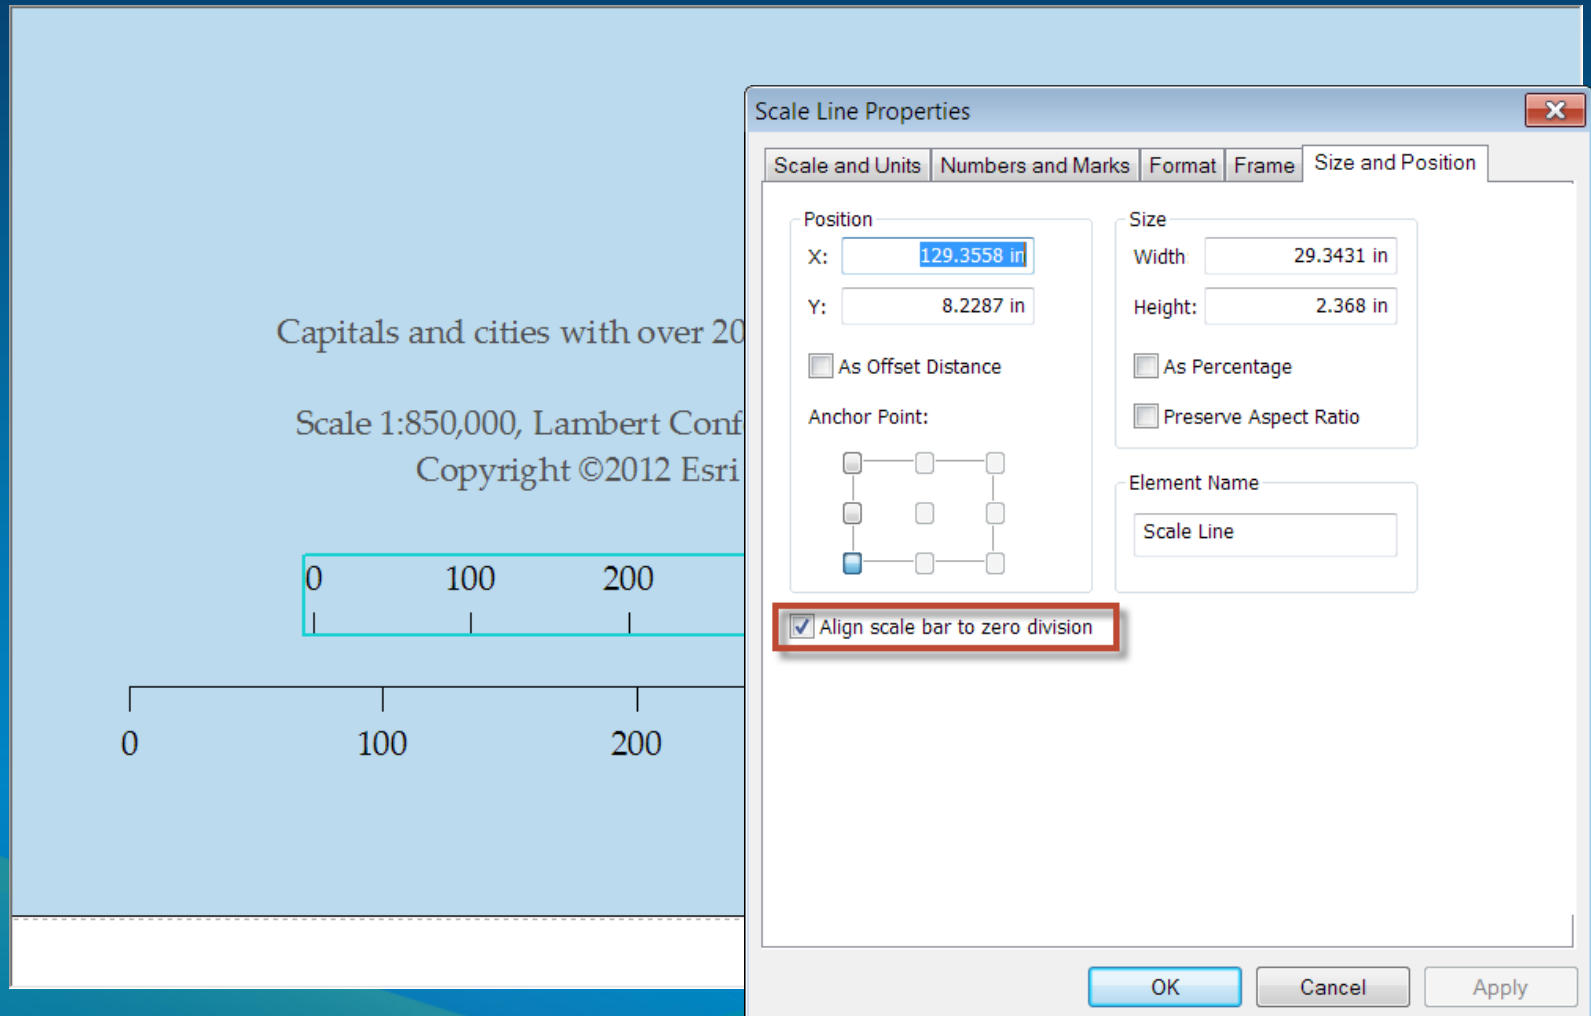 Capitals and cities with over 20
Scale 1:850,000, Lambert Conf
Copyright ©2012 Esri
0 100 200
0 100 200
Scale Line Properties
Scale and Units Numbers and Marks Format Frame Size and Position
Position
X: 129.3558 in
Y: 8.2287 in
As Offset Distance
Anchor Point:
Size
Width 29.3431 in
Height: 2.368 in
As Percentage
Preserve Aspect Ratio
Element Name
Scale Line
Align scale bar to zero division
OK Cancel Apply